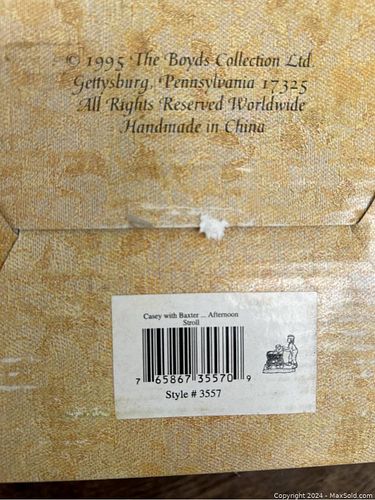 © 1995 The Boyds Collection Ltd.
Gettysburg, Pennsylvania 17325
All Rights Reserved Worldwide
Handmade in China
Casey with Baxter ... Afternoon
Stroll
7 65867 35570 9
Style # 3557
Copyright 2024 - MaxSold.com